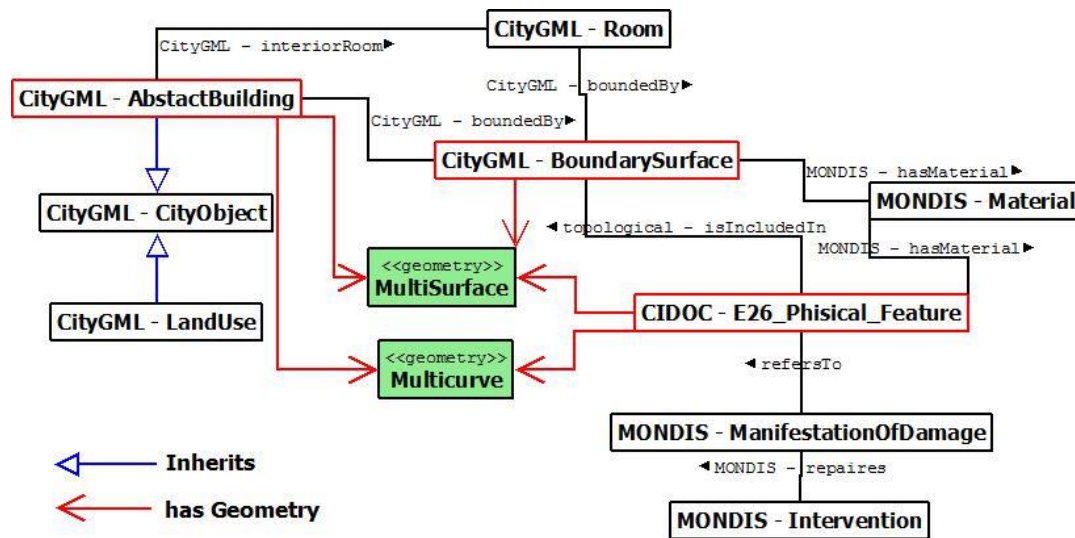 CityGML - Room
CityGML - interiorRoom▶
CityGML - boundedBy▶
CityGML - AbstactBuilding
CityGML - boundedBy▶
CityGML - BoundarySurface
MONDIS - hasMaterial▶
MONDIS - Material
CityGML - CityObject
◀ topological - isIncludedIn
MONDIS - hasMaterial▶
<<geometry>>
MultiSurface
CityGML - LandUse
CIDOC - E26_Phisical_Feature
<<geometry>>
Multicurve
◀ refersTo
MONDIS - ManifestationOfDamage
Inherits
◀ MONDIS - repaires
has Geometry
MONDIS - Intervention